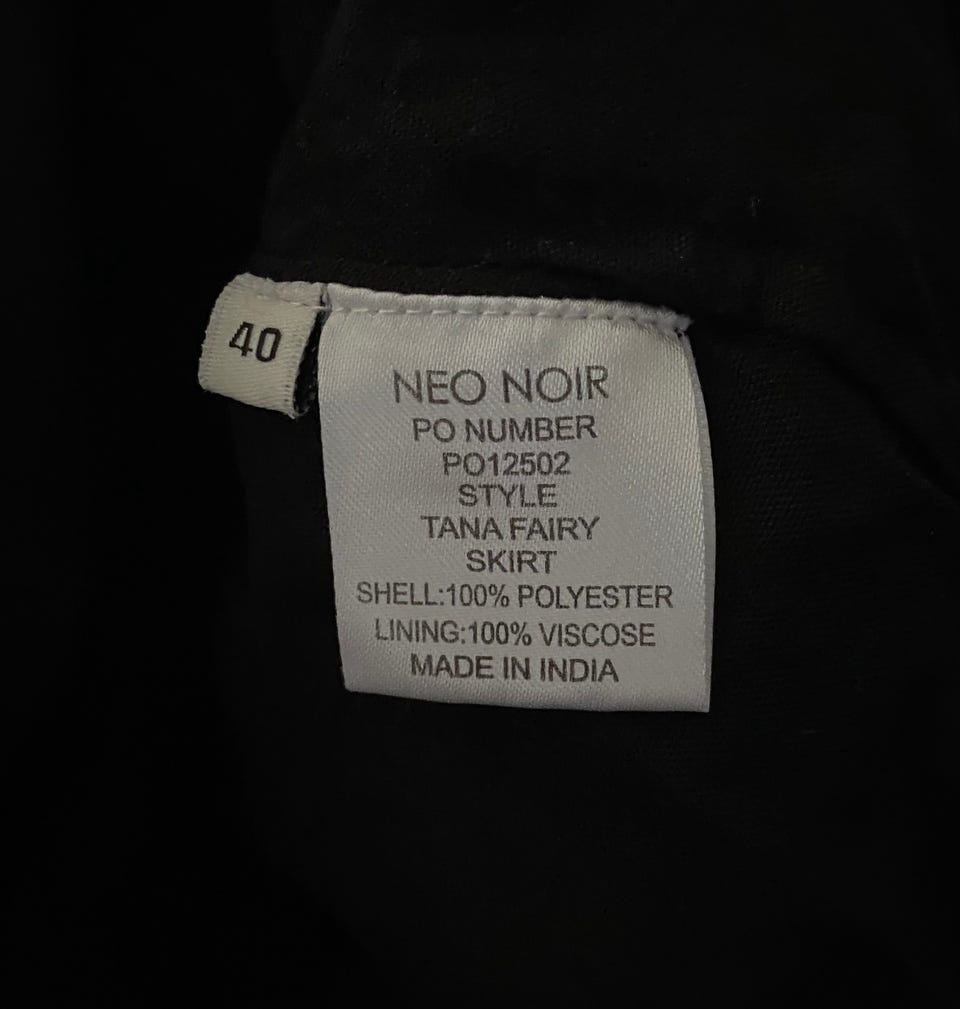 40
NEO NOIR
PO NUMBER
PO12502
STYLE
TANA FAIRY
SKIRT
SHELL:100% POLYESTER
LINING:100% VISCOSE
MADE IN INDIA